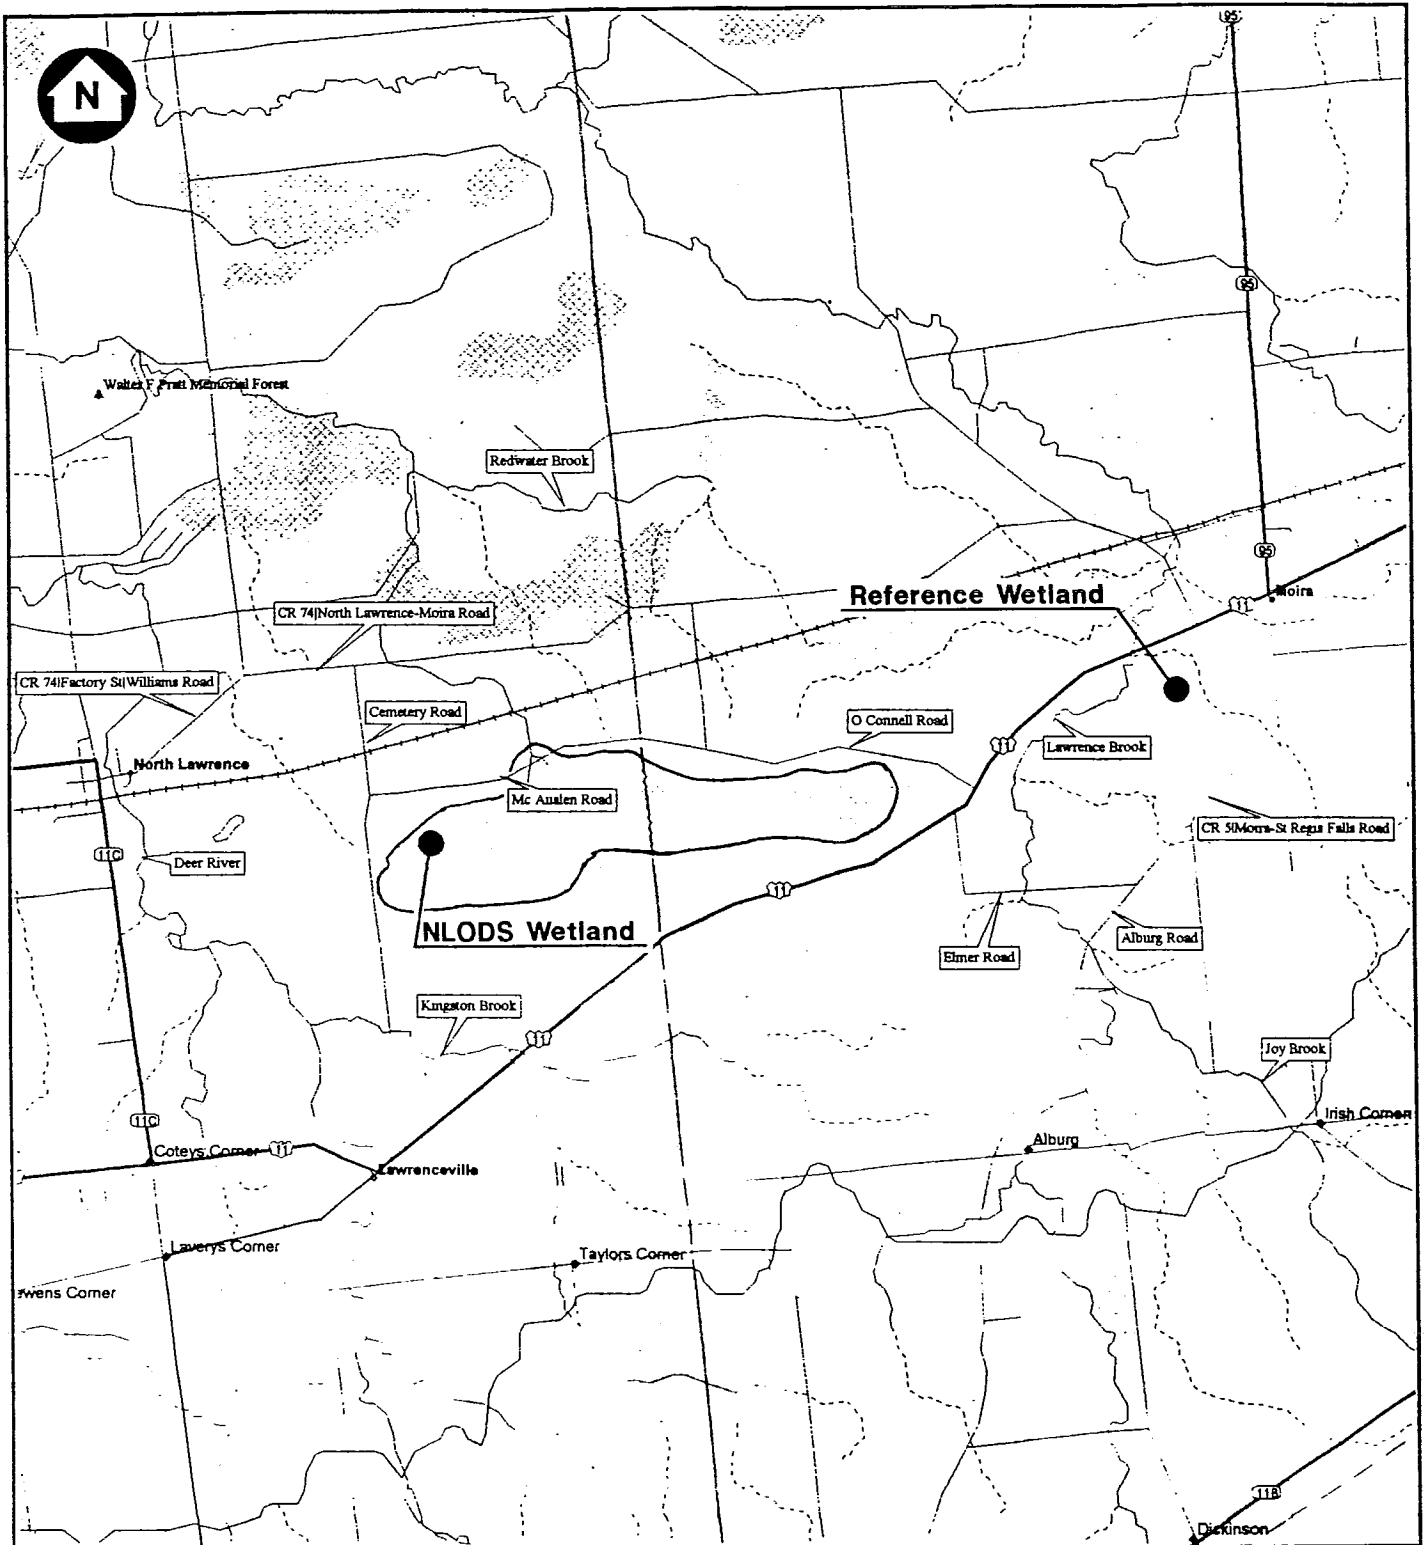 95
N
95
Walter F Pratt Memorial Forest
Redwater Brook
95
Reference Wetland
Moira
11
CR 74|North Lawrence-Moira Road
CR 74|Factory St|Williams Road
Cemetery Road
O Connell Road
11
Lawrence Brook
North Lawrence
Mc Auslen Road
CR 5|Moira-St Regis Falls Road
11C
Deer River
11
NLODS Wetland
Alburg Road
Elmer Road
Kingston Brook
11
Joy Brook
11C
Irish Corners
Coteys Corner
11
Alburg
Lawrenceville
Laverys Corner
Taylors Corner
wens Corner
11B
Dickinson